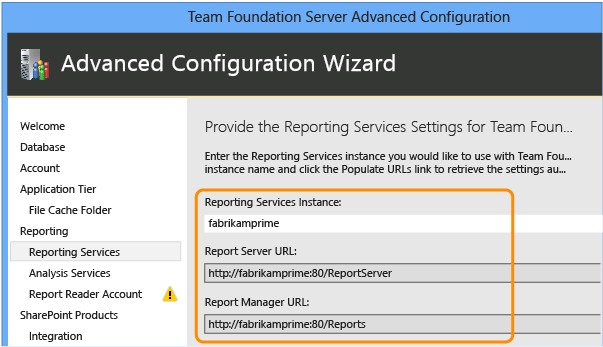 Team Foundation Server Advanced Configuration
Advanced Configuration Wizard
Welcome
Database
Account
Application Tier
File Cache Folder
Reporting
Reporting Services
Analysis Services
Report Reader Account
SharePoint Products
Integration
Provide the Reporting Services Settings for Team Foun...
Enter the Reporting Services instance you would like to use with Team Fou...
instance name and click the Populate URLs link to retrieve the settings au...
Reporting Services Instance:
fabrikamprime
Report Server URL:
http://fabrikamprime:80/ReportServer
Report Manager URL:
http://fabrikamprime:80/Reports